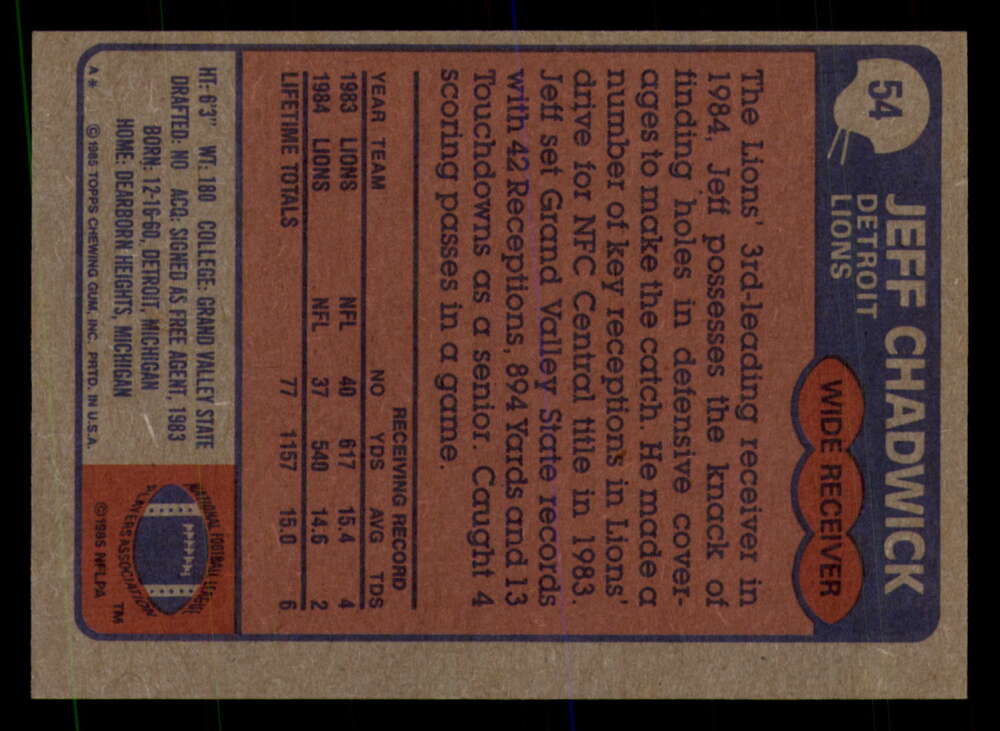 54
JEFF CHADWICK
DETROIT
LIONS
WIDE RECEIVER
The Lions' 3rd-leading receiver in
1984, Jeff possesses the knack of
finding holes in defensive cover-
ages to make the catch. He made a
number of key receptions in Lions'
drive for NFC Central title in 1983.
Jeff set Grand Valley State records
with 42 Receptions, 894 Yards and 13
Touchdowns as a senior. Caught 4
scoring passes in a game.
RECEIVING RECORD
YEAR TEAM NO YDS AVG TDS
1983 LIONS NFL 40 617 15.4 4
1984 LIONS NFL 37 540 14.6 2
LIFETIME TOTALS 77 1157 15.0 6
HT: 6'3" WT: 180 COLLEGE: GRAND VALLEY STATE
DRAFTED: NO ACQ: SIGNED AS FREE AGENT, 1983
BORN: 12-16-60, DETROIT, MICHIGAN
HOME: DEARBORN HEIGHTS, MICHIGAN
A* © 1985 TOPPS CHEWING GUM, INC. PRTD. IN U.S.A.
NATIONAL FOOTBALL LEAGUE
PLAYERS ASSOCIATION TM
© 1985 NFLPA